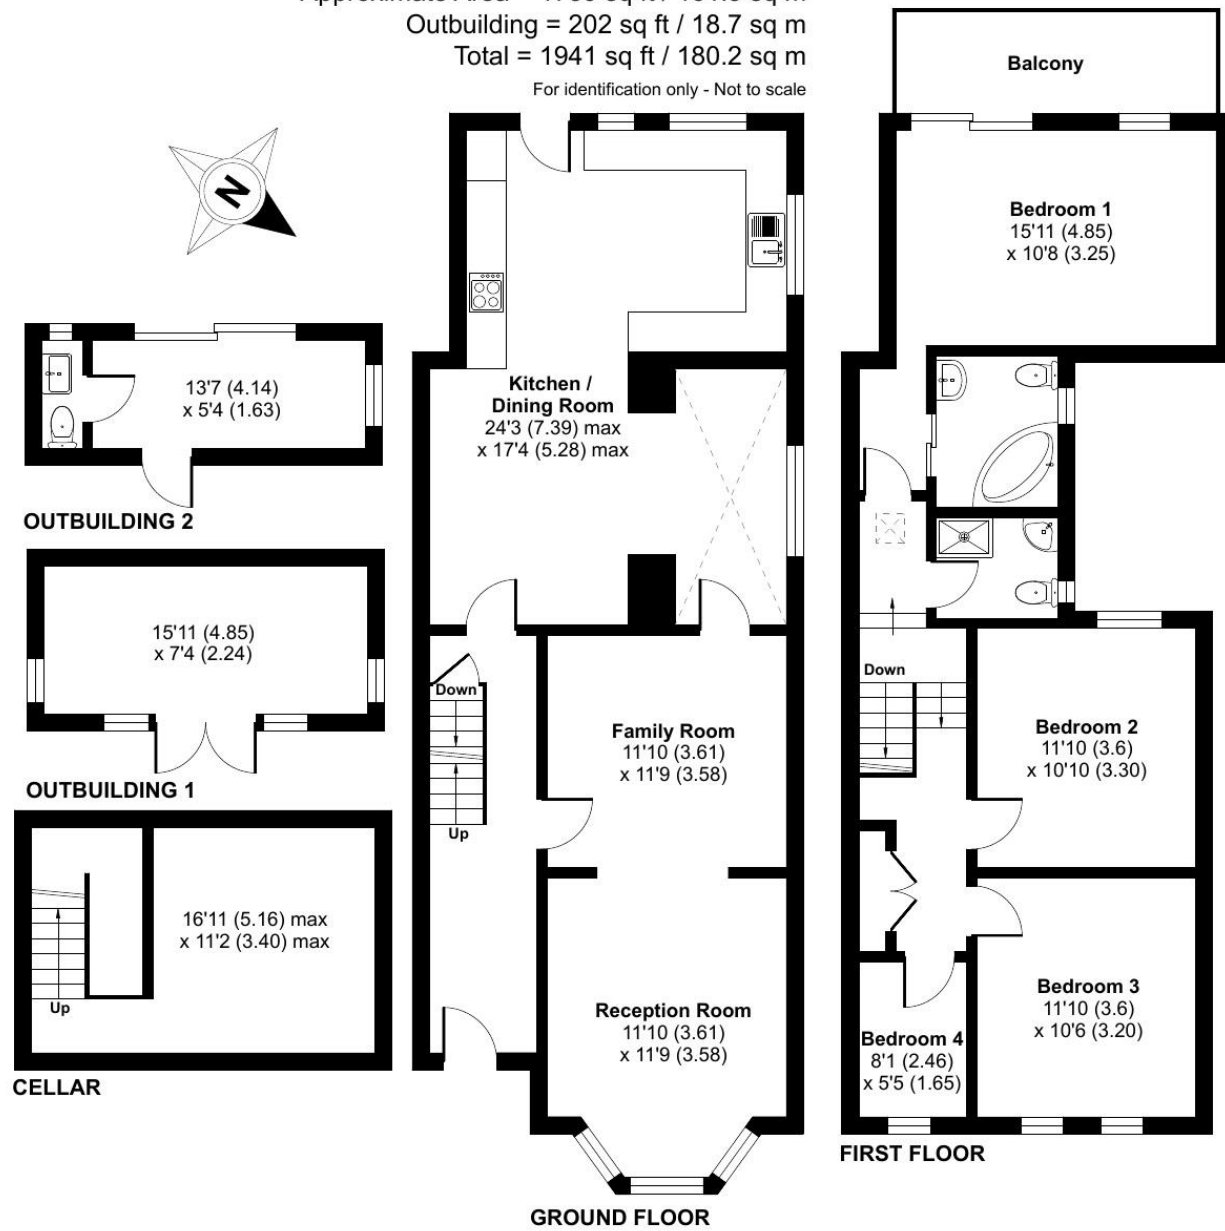 Outbuilding = 202 sq ft / 18.7 sq m
Total = 1941 sq ft / 180.2 sq m
For identification only - Not to scale
N
Balcony
Bedroom 1
15'11 (4.85)
x 10'8 (3.25)
13'7 (4.14)
x 5'4 (1.63)
OUTBUILDING 2
Kitchen /
Dining Room
24'3 (7.39) max
x 17'4 (5.28) max
15'11 (4.85)
x 7'4 (2.24)
OUTBUILDING 1
Down
Up
Family Room
11'10 (3.61)
x 11'9 (3.58)
Down
Bedroom 2
11'10 (3.6)
x 10'10 (3.30)
16'11 (5.16) max
x 11'2 (3.40) max
Up
CELLAR
Reception Room
11'10 (3.61)
x 11'9 (3.58)
Bedroom 3
11'10 (3.6)
x 10'6 (3.20)
Bedroom 4
8'1 (2.46)
x 5'5 (1.65)
FIRST FLOOR
GROUND FLOOR